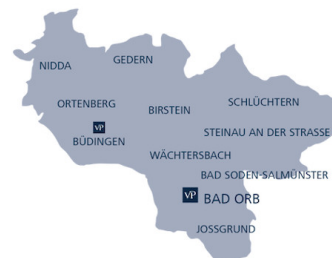 GEDERN
NIDDA
SCHLÜCHTERN
ORTENBERG
BIRSTEIN
VP
STEINAU AN DER STRASSE
BÜDINGEN
WÄCHTERSBACH
BAD SODEN-SALMÜNSTER
VP BAD ORB
JOSSGRUND